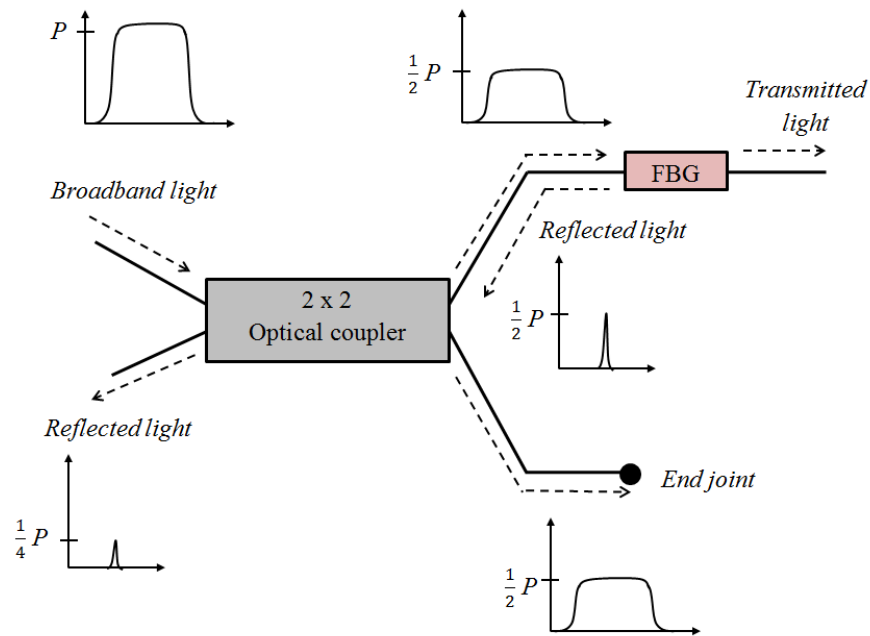 P
1/2 P
Transmitted
light
Broadband light
FBG
Reflected light
2 x 2
Optical coupler
1/2 P
Reflected light
End joint
1/4 P
1/2 P